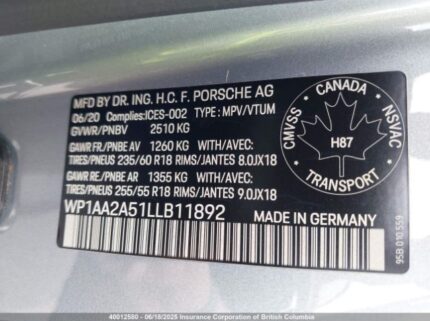 MFD BY DR. ING. H.C. F. PORSCHE AG
06/20 Complies:ICES-002 TYPE : MPV/VTUM
GVWR/PNBV 2510 KG
GAWR FR/PNBE AV 1260 KG WITH/AVEC:
TIRES/PNEUS 235/60 R18 RIMS/JANTES 8.0JX18
GAWR RE/PNBE AR 1355 KG WITH/AVEC:
TIRES/PNEUS 255/55 R18 RIMS/JANTES 9.0JX18
WP1AA2A51LLB11892 MADE IN GERMANY
CANADA
CMVSS
NSVAC
H87
TRANSPORT
95B 010 559
40012580 - 06/18/2025 Insurance Corporation of British Columbia